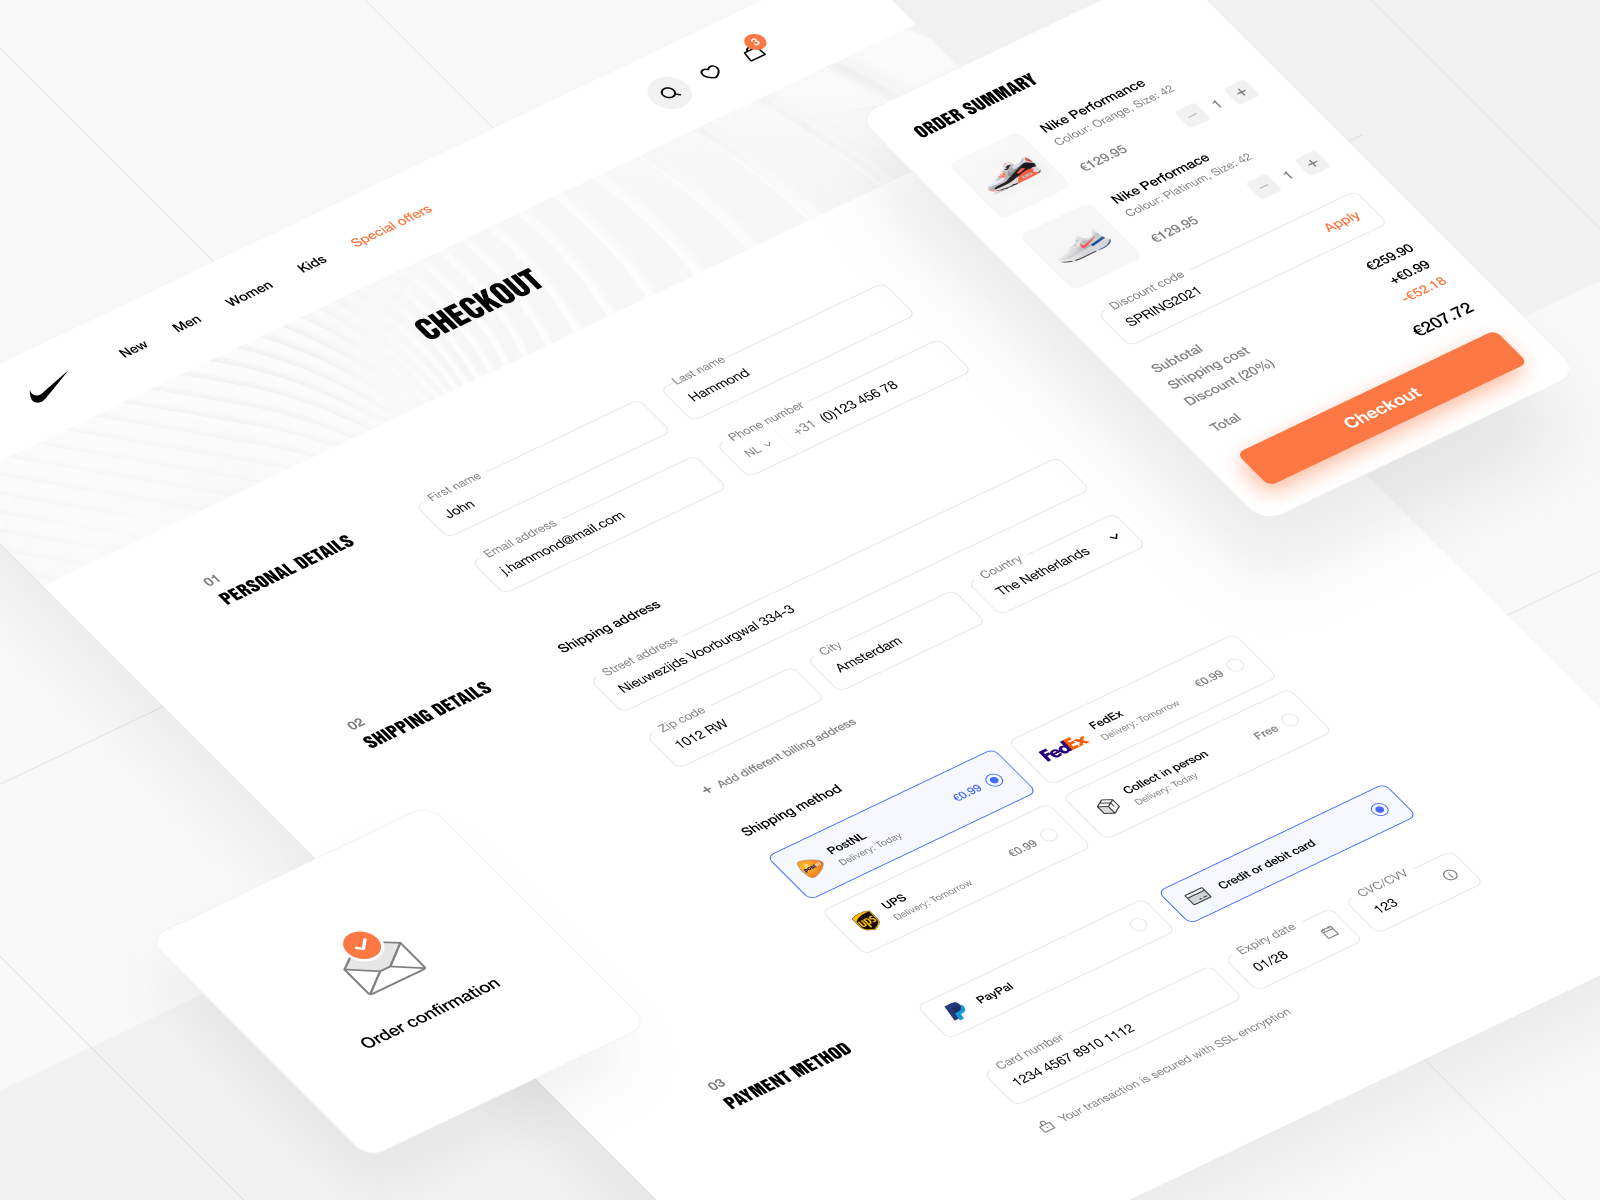 3
New
Men
Women
Kids
Special offers
CHECKOUT
01
PERSONAL DETAILS
First name
John
Last name
Hammond
Email address
j.hammond@mail.com
Phone number
NL
+31 (0)123 456 78
02
SHIPPING DETAILS
Shipping address
Street address
Nieuwezijds Voorburgwal 334-3
Zip code
1012 RW
City
Amsterdam
Country
The Netherlands
+ Add different billing address
Shipping method
postnl
PostNL
Delivery: Today
€0.99
FedEx
FedEx
Delivery: Tomorrow
€0.99
ups
UPS
Delivery: Tomorrow
€0.99
Collect in person
Delivery: Today
Free
03
PAYMENT METHOD
PayPal
Credit or debit card
Card number
1234 4567 8910 1112
Expiry date
01/28
CVC/CVV
123
Your transaction is secured with SSL encryption
ORDER SUMMARY
Nike Performance
Colour: Orange, Size: 42
€129.95
1
Nike Performace
Colour: Platinum, Size: 42
€129.95
1
Discount code
SPRING2021
Apply
Subtotal
€259.90
Shipping cost
+€0.99
Discount (20%)
-€52.18
Total
€207.72
Checkout
Order confirmation